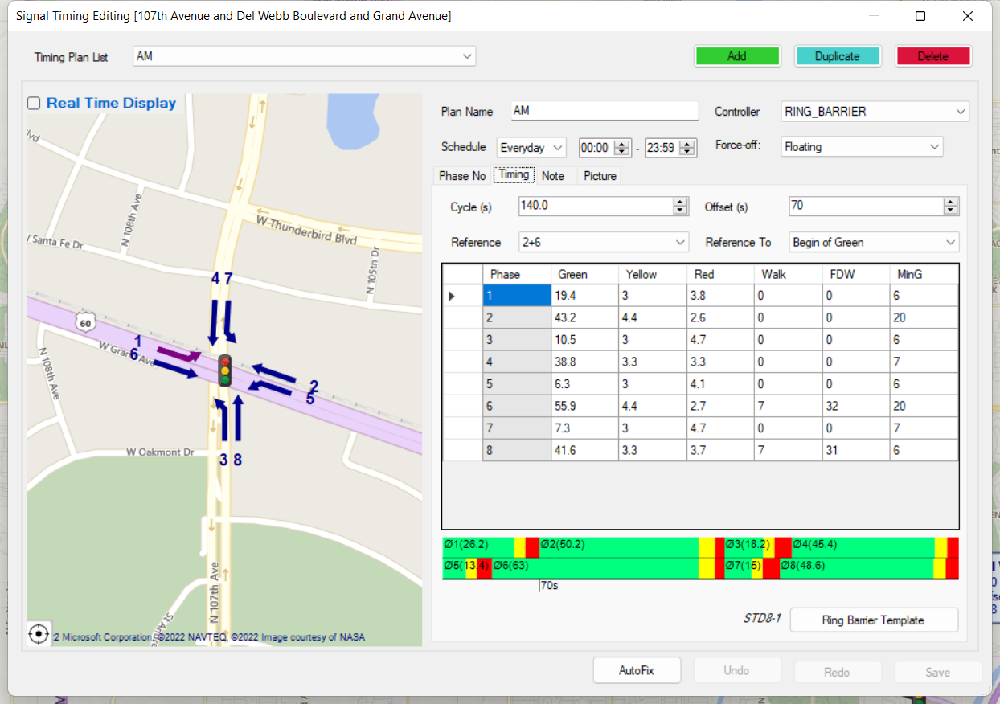 Signal Timing Editing [107th Avenue and Del Webb Boulevard and Grand Avenue]
Timing Plan List
AM
Add
Duplicate
Delete
Real Time Display
Plan Name
AM
Controller
RING_BARRIER
Schedule
Everyday
00:00
-
23:59
Force-off:
Floating
Phase No
Timing
Note
Picture
Cycle (s)
140.0
Offset (s)
70
Reference
2+6
Reference To
Begin of Green
Phase Green Yellow Red Walk FDW MinG
1 19.4 3 3.8 0 0 6
2 43.2 4.4 2.6 0 0 20
3 10.5 3 4.7 0 0 6
4 38.8 3.3 3.3 0 0 7
5 6.3 3 4.1 0 0 6
6 55.9 4.4 2.7 7 32 20
7 7.3 3 4.7 0 0 7
8 41.6 3.3 3.7 7 31 6
Ø1(26.2) Ø2(50.2) Ø3(18.2) Ø4(45.4)
Ø5(13.4) Ø6(63) Ø7(15) Ø8(48.6)
70s
STD8-1
Ring Barrier Template
AutoFix
Undo
Redo
Save
lvd
N 108th Ave
W Thunderbird Blvd
Santa Fe Dr
N 105th Dr
4 7
60
1
6
W Grand Ave
N 108th Ave
2
5
3 8
W Oakmont Dr
N 107th Ave
St Andre
2 Microsoft Corporation, ©2022 NAVTEQ, ©2022 Image courtesy of NASA